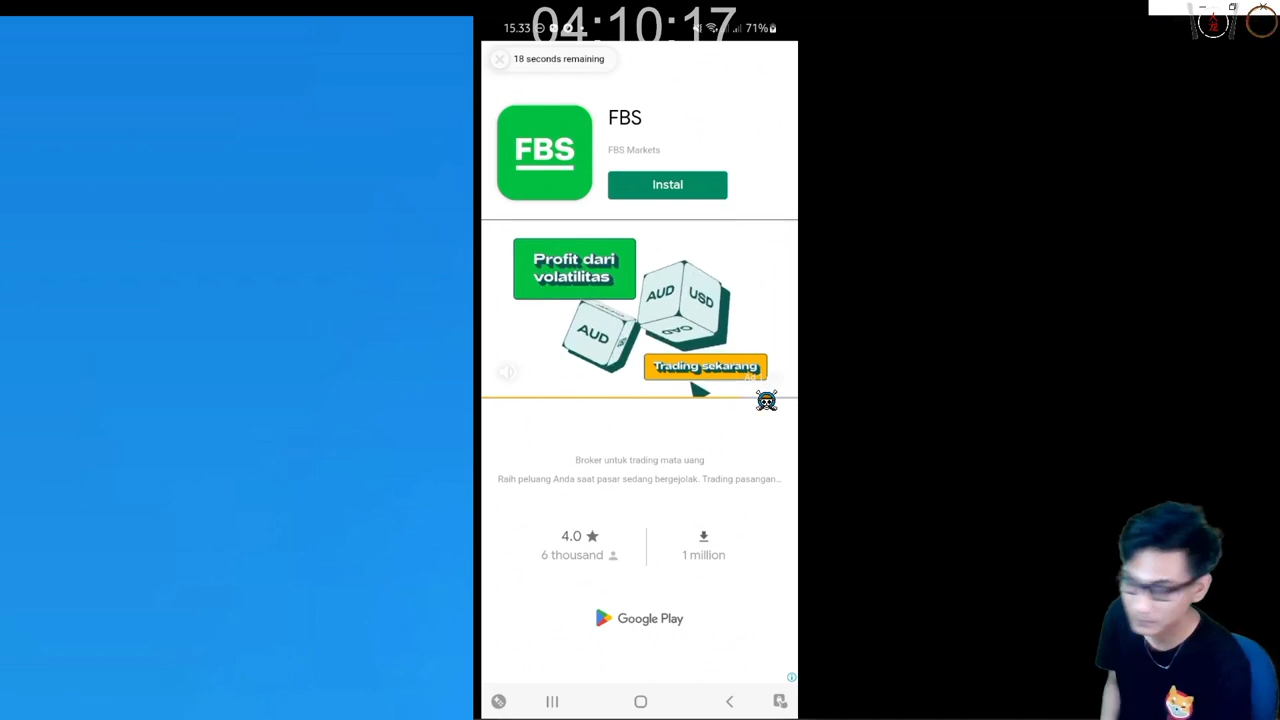 04:10:17
15.33
71%
18 seconds remaining
FBS
FBS
FBS Markets
Instal
Profit dari
volatilitas
AUD
USD
CAD
AUD
Trading sekarang
Broker untuk trading mata uang
Raih peluang Anda saat pasar sedang bergejolak. Trading pasangan...
4.0
6 thousand
1 million
Google Play